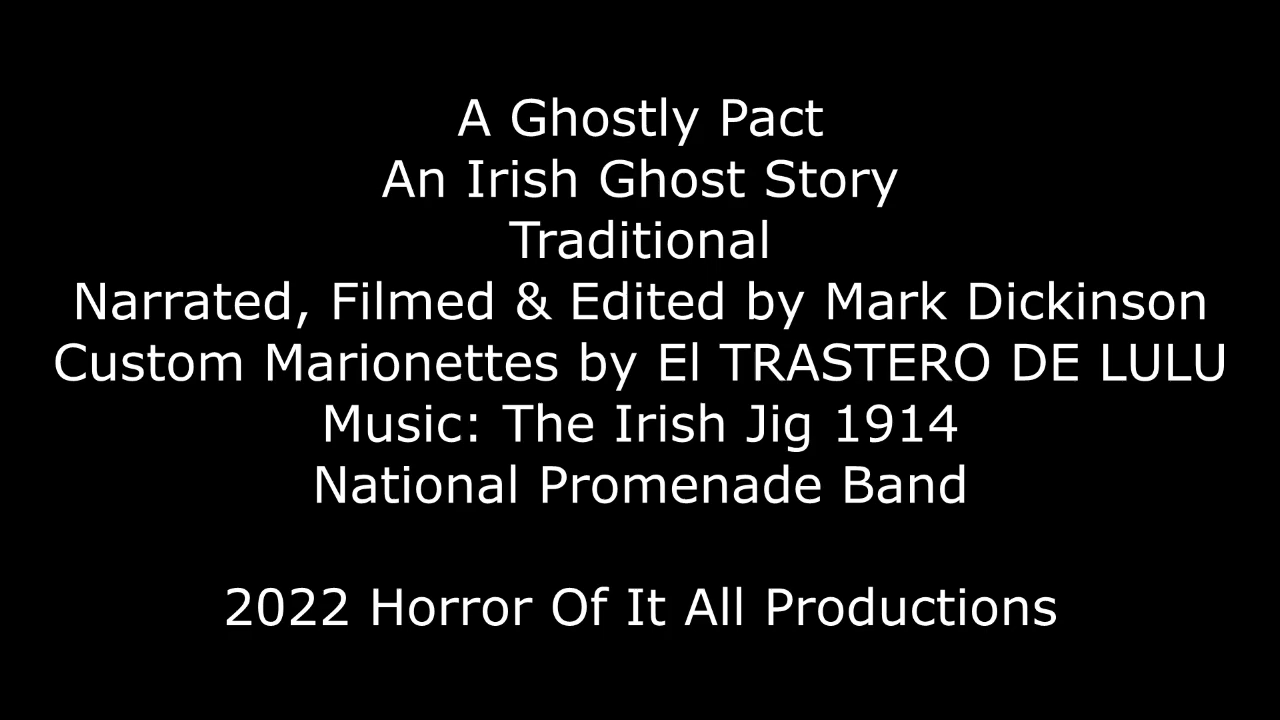 A Ghostly Pact
An Irish Ghost Story
Traditional
Narrated, Filmed & Edited by Mark Dickinson
Custom Marionettes by El TRASTERO DE LULU
Music: The Irish Jig 1914
National Promenade Band
2022 Horror Of It All Productions